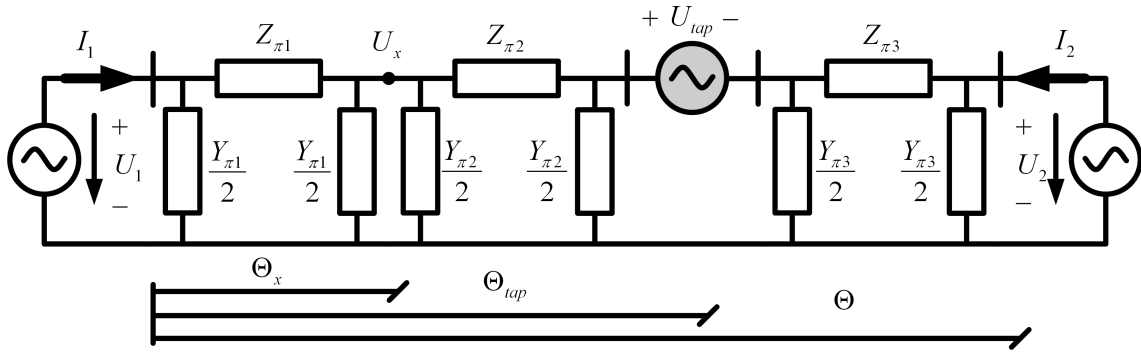 + U_tap −
I_1 Z_π1 U_x Z_π2 Z_π3 I_2
+ U_1 − Y_π1/2 Y_π1/2 Y_π2/2 Y_π2/2 Y_π3/2 Y_π3/2 + U_2 −
Θ_x
Θ_tap
Θ